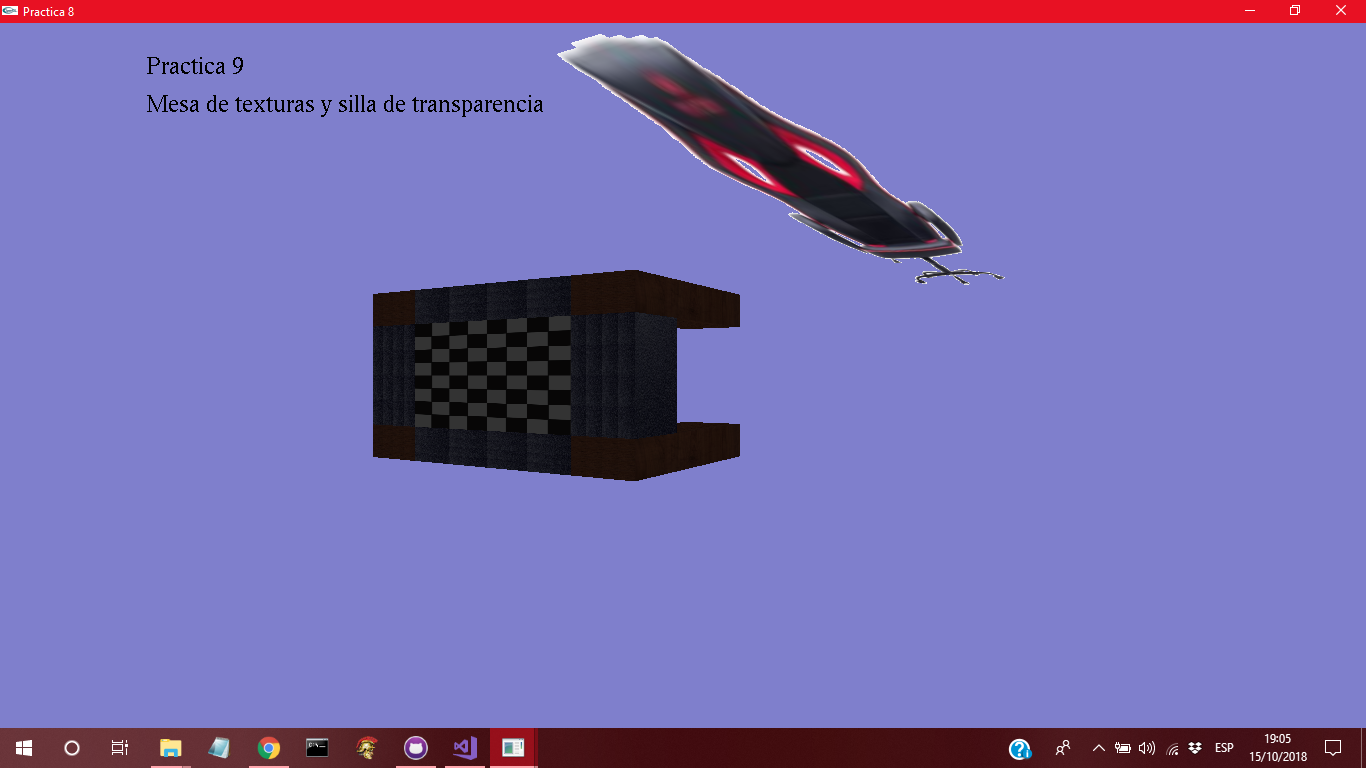 Practica 8
Practica 9
Mesa de texturas y silla de transparencia
ESP
19:05
15/10/2018